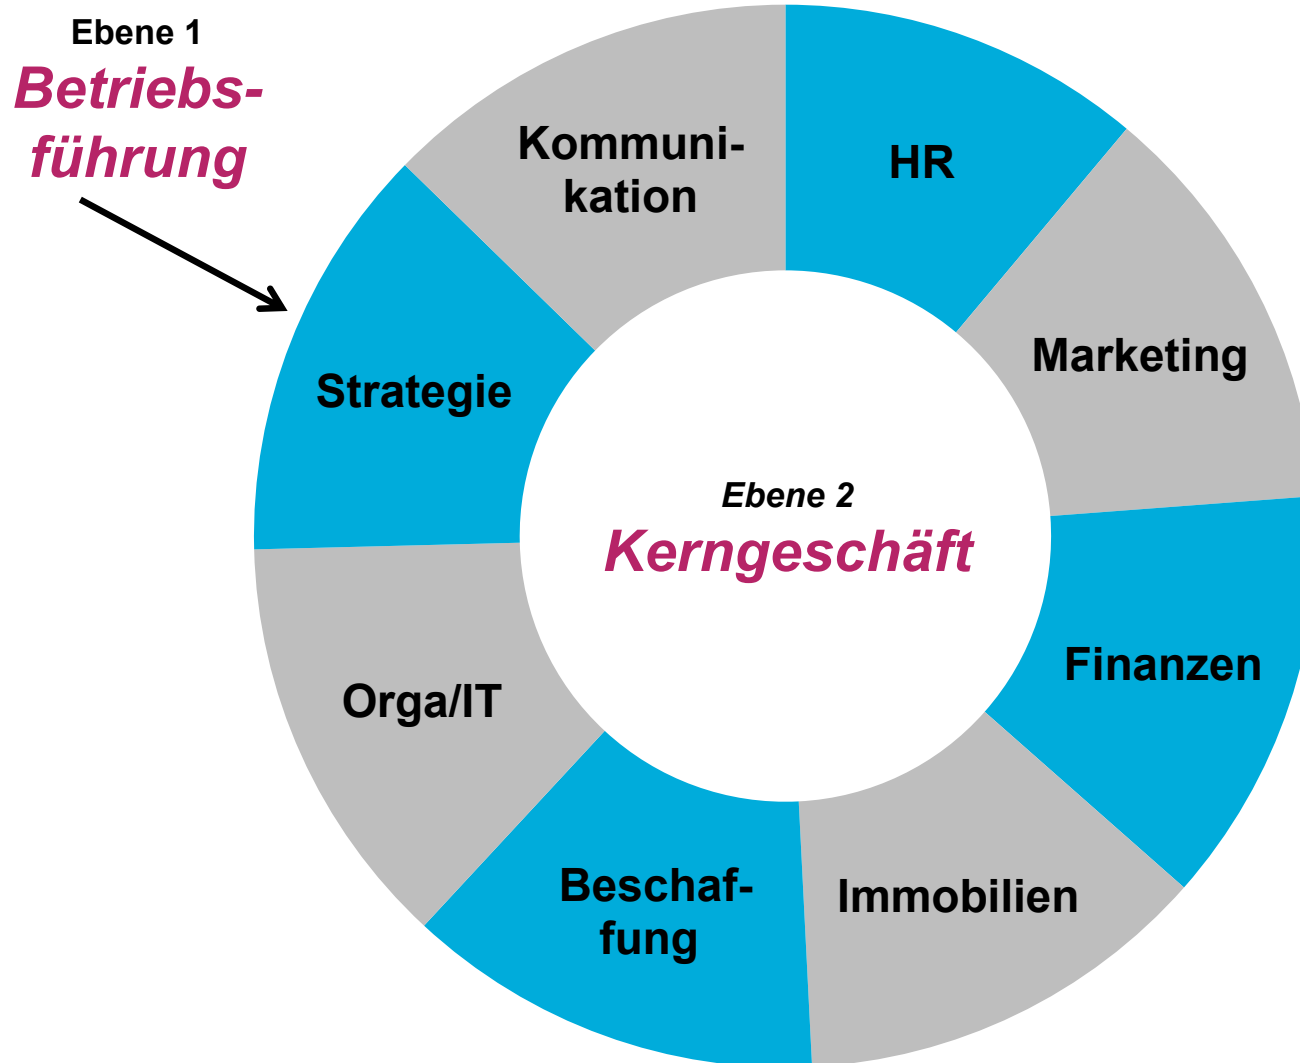 Ebene 1
Betriebs-
führung
Kommuni-
kation
HR
Marketing
Strategie
Ebene 2
Kerngeschäft
Finanzen
Orga/IT
Beschaf-
fung
Immobilien